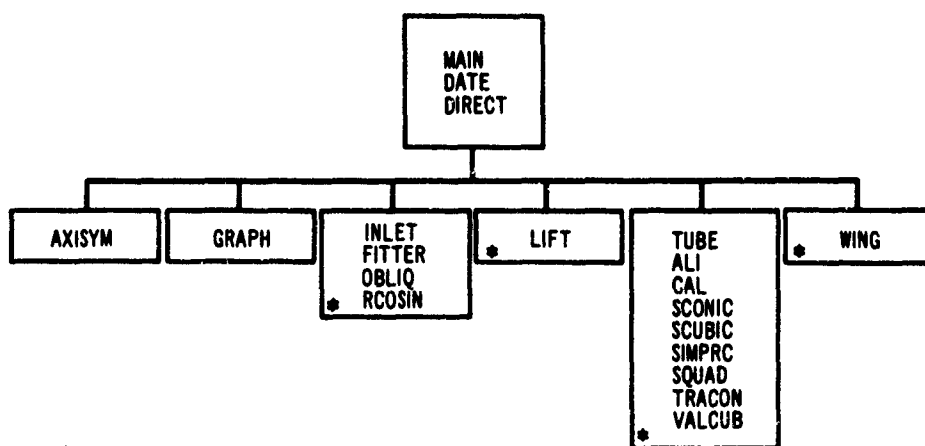 MAIN
DATE
DIRECT
AXISYM
GRAPH
INLET
FITTER
OBLIQ
* RCOSIN
* LIFT
TUBE
ALI
CAL
SCONIC
SCUBIC
SIMPRC
SQUAD
TRACON
VALCUB
*
* WING